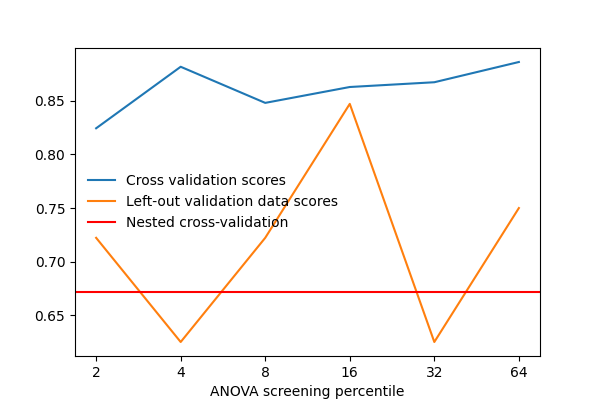 0.85
0.80
0.75
0.70
0.65
Cross validation scores
Left-out validation data scores
Nested cross-validation
2 4 8 16 32 64
ANOVA screening percentile